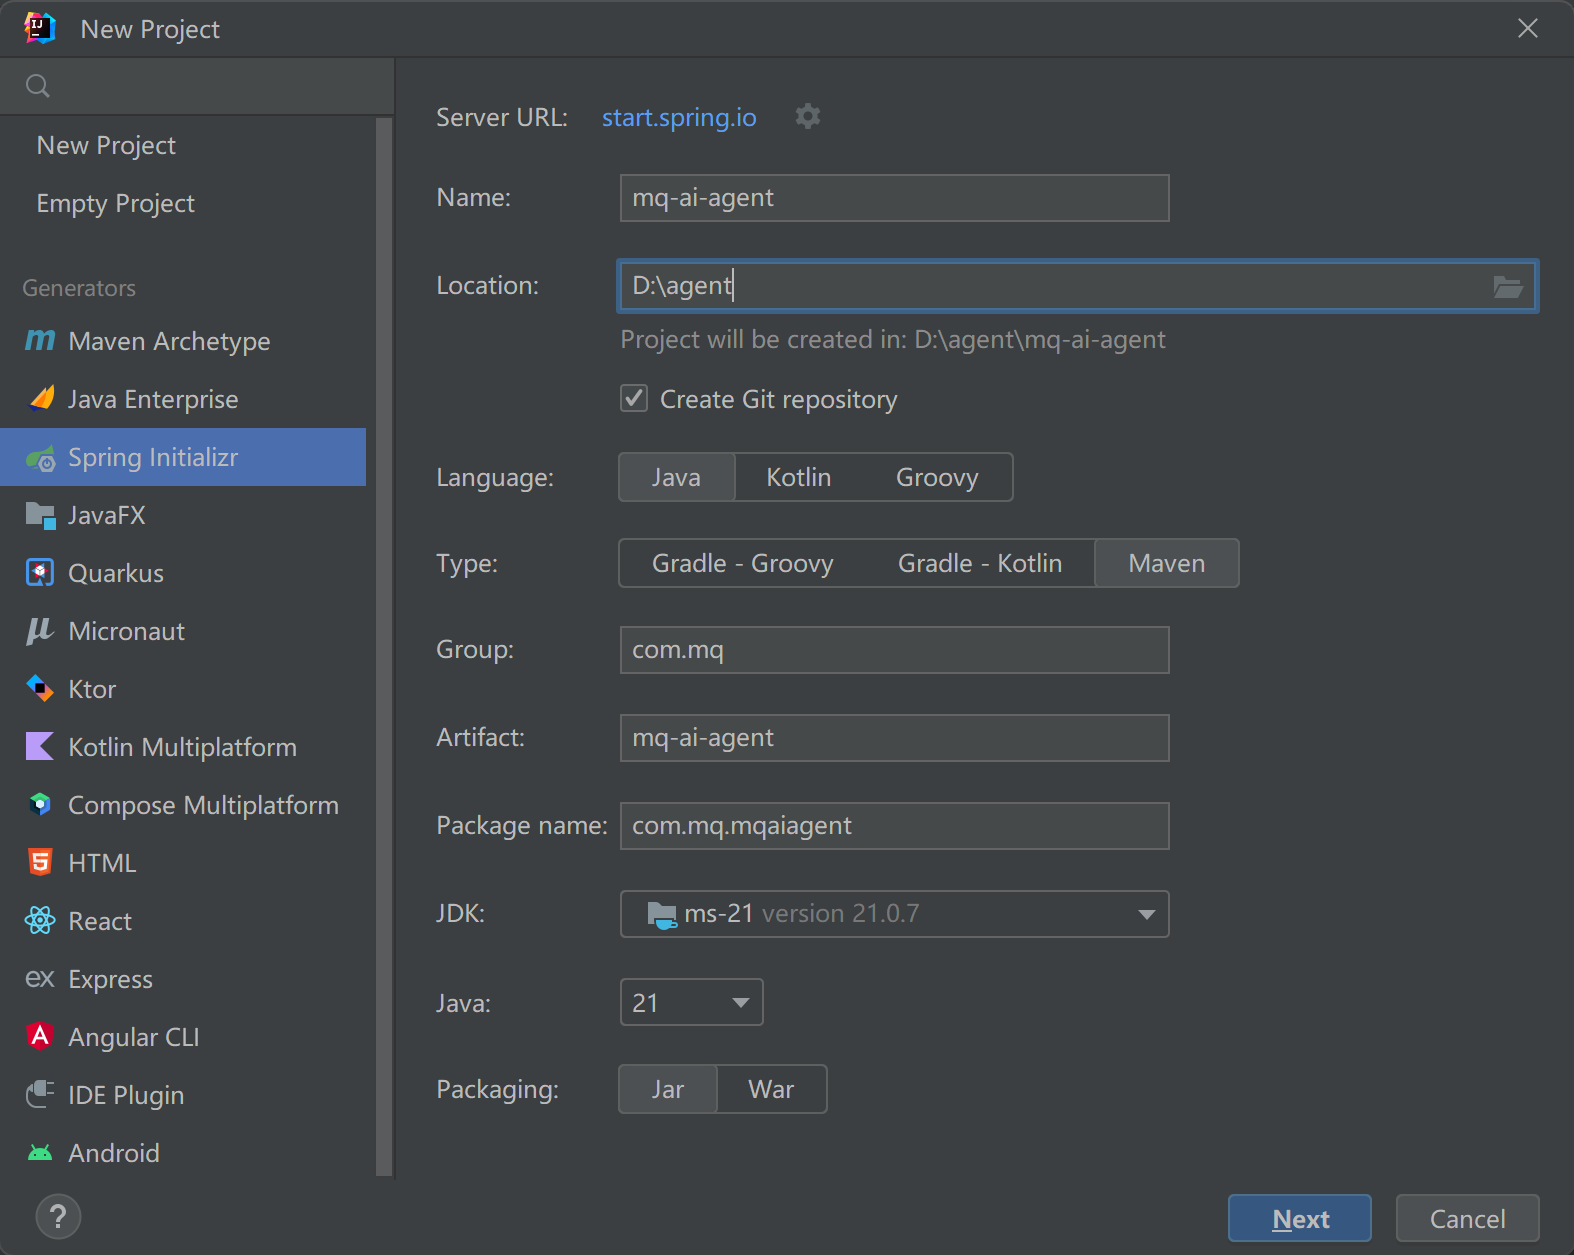 New Project
New Project
Empty Project
Generators
Maven Archetype
Java Enterprise
Spring Initializr
JavaFX
Quarkus
Micronaut
Ktor
Kotlin Multiplatform
Compose Multiplatform
HTML
React
ex Express
Angular CLI
IDE Plugin
Android
?
Server URL: start.spring.io
Name: mq-ai-agent
Location: D:\agent
Project will be created in: D:\agent\mq-ai-agent
Create Git repository
Language: Java Kotlin Groovy
Type: Gradle - Groovy Gradle - Kotlin Maven
Group: com.mq
Artifact: mq-ai-agent
Package name: com.mq.mqaiagent
JDK: ms-21 version 21.0.7
Java: 21
Packaging: Jar War
Next Cancel